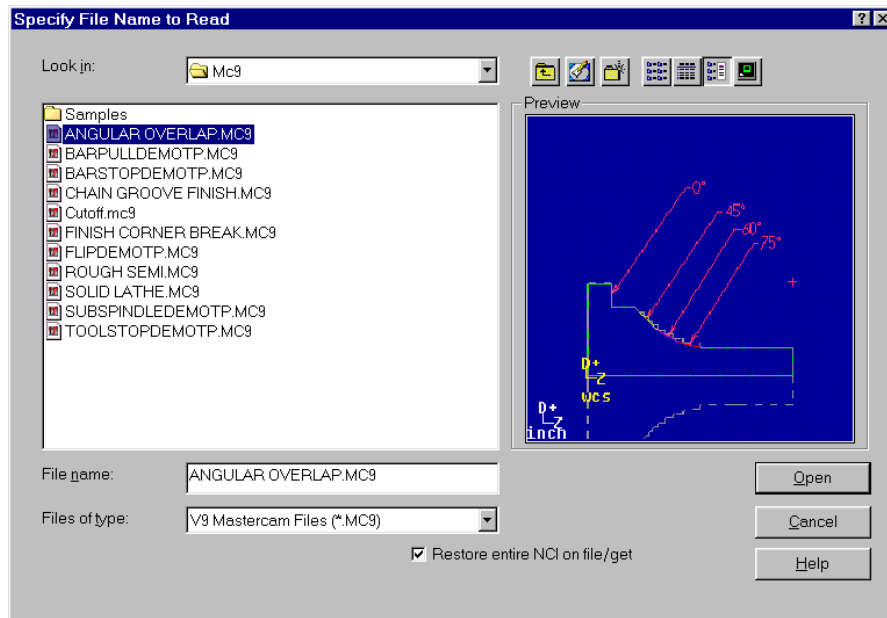 Specify File Name to Read
Look in:
Mc9
Samples
ANGULAR OVERLAP.MC9
BARPULLDEMOTP.MC9
BARSTOPDEMOTP.MC9
CHAIN GROOVE FINISH.MC9
Cutoff.mc9
FINISH CORNER BREAK.MC9
FLIPDEMOTP.MC9
ROUGH SEMI.MC9
SOLID LATHE.MC9
SUBSPINDLEDEMOTP.MC9
TOOLSTOPDEMOTP.MC9
Preview
0°
45°
60°
75°
D+
Z
wcs
D+
Z
inch
File name:
ANGULAR OVERLAP.MC9
Open
Files of type:
V9 Mastercam Files (*.MC9)
Cancel
Restore entire NCI on file/get
Help